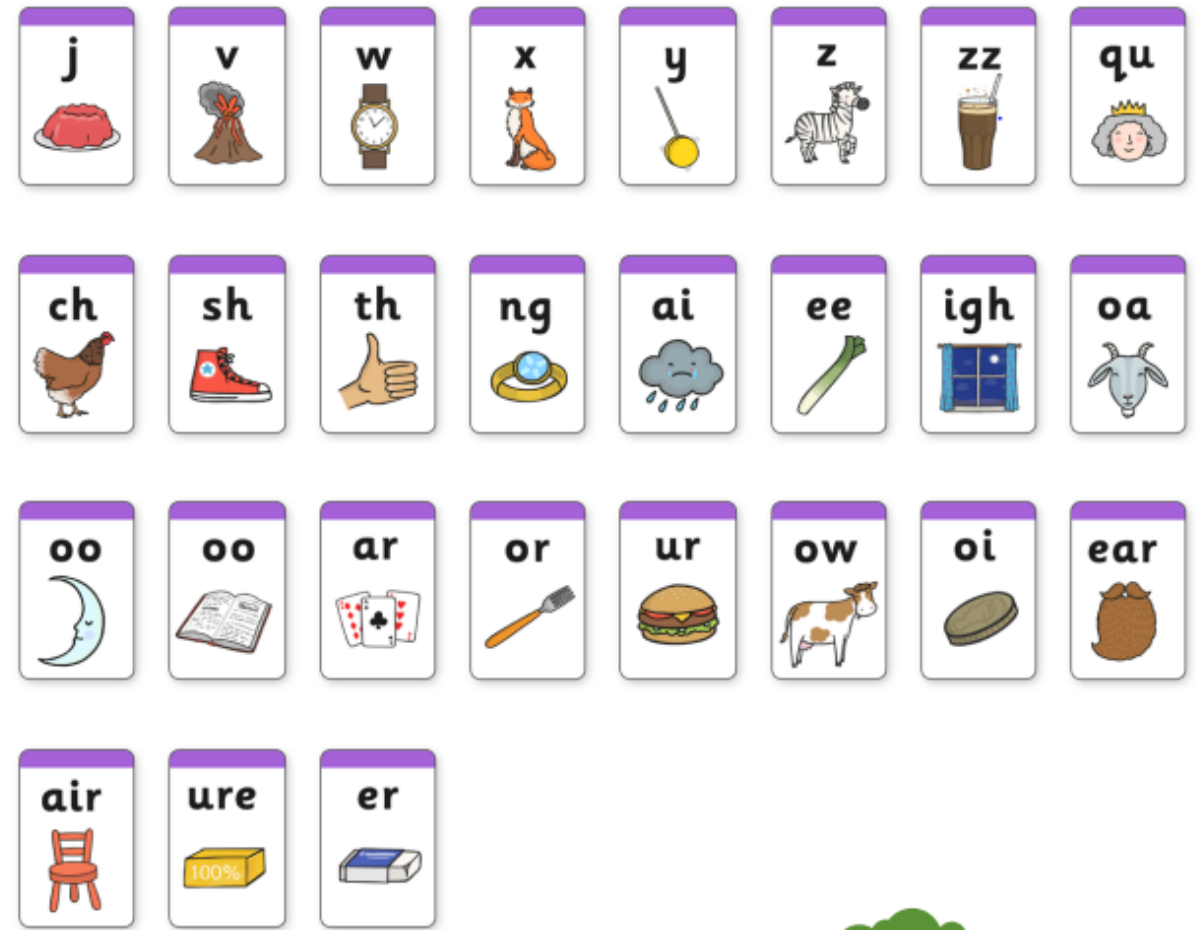 j v w x y z zz qu
ch sh th ng ai ee igh oa
oo oo ar or ur ow oi ear
air ure er
100%